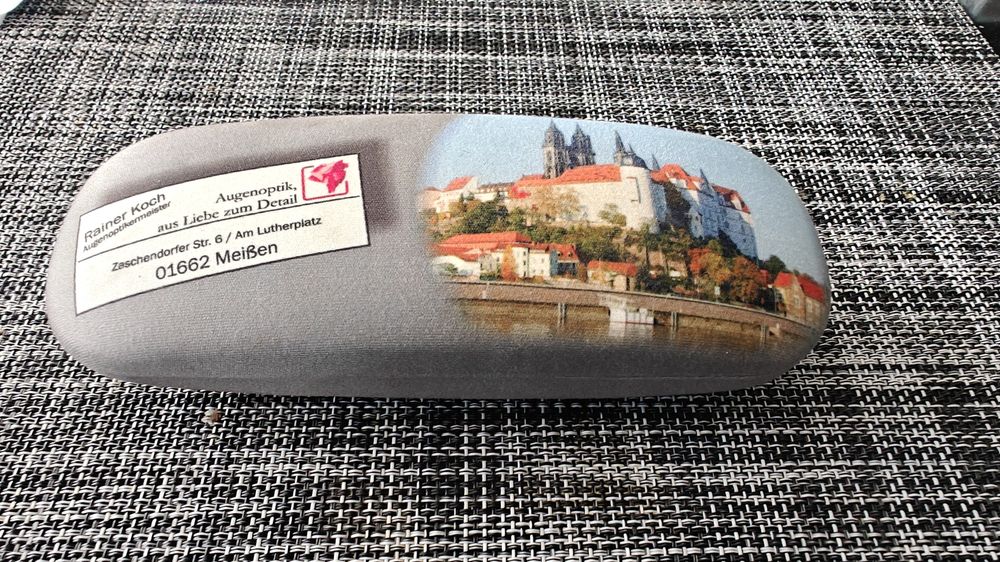 Rainer Koch
Augenoptikermeister
Augenoptik,
aus Liebe zum Detail
Zaschendorfer Str. 6 / Am Lutherplatz
01662 Meißen